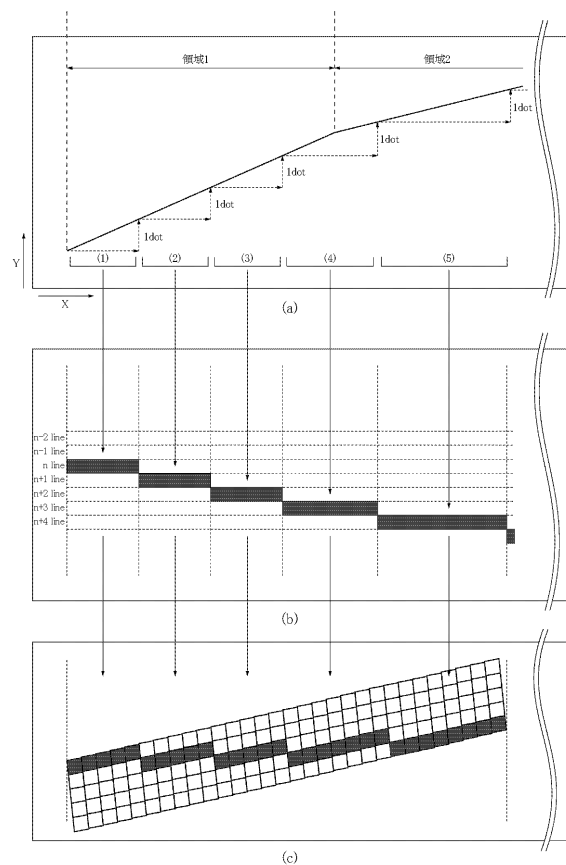 領域1
領域2
1dot
1dot
1dot
1dot
1dot
1dot
Y
X
(1)
(2)
(3)
(4)
(5)
(a)
n-2 line
n-1 line
n line
n+1 line
n+2 line
n+3 line
n+4 line
(b)
(c)